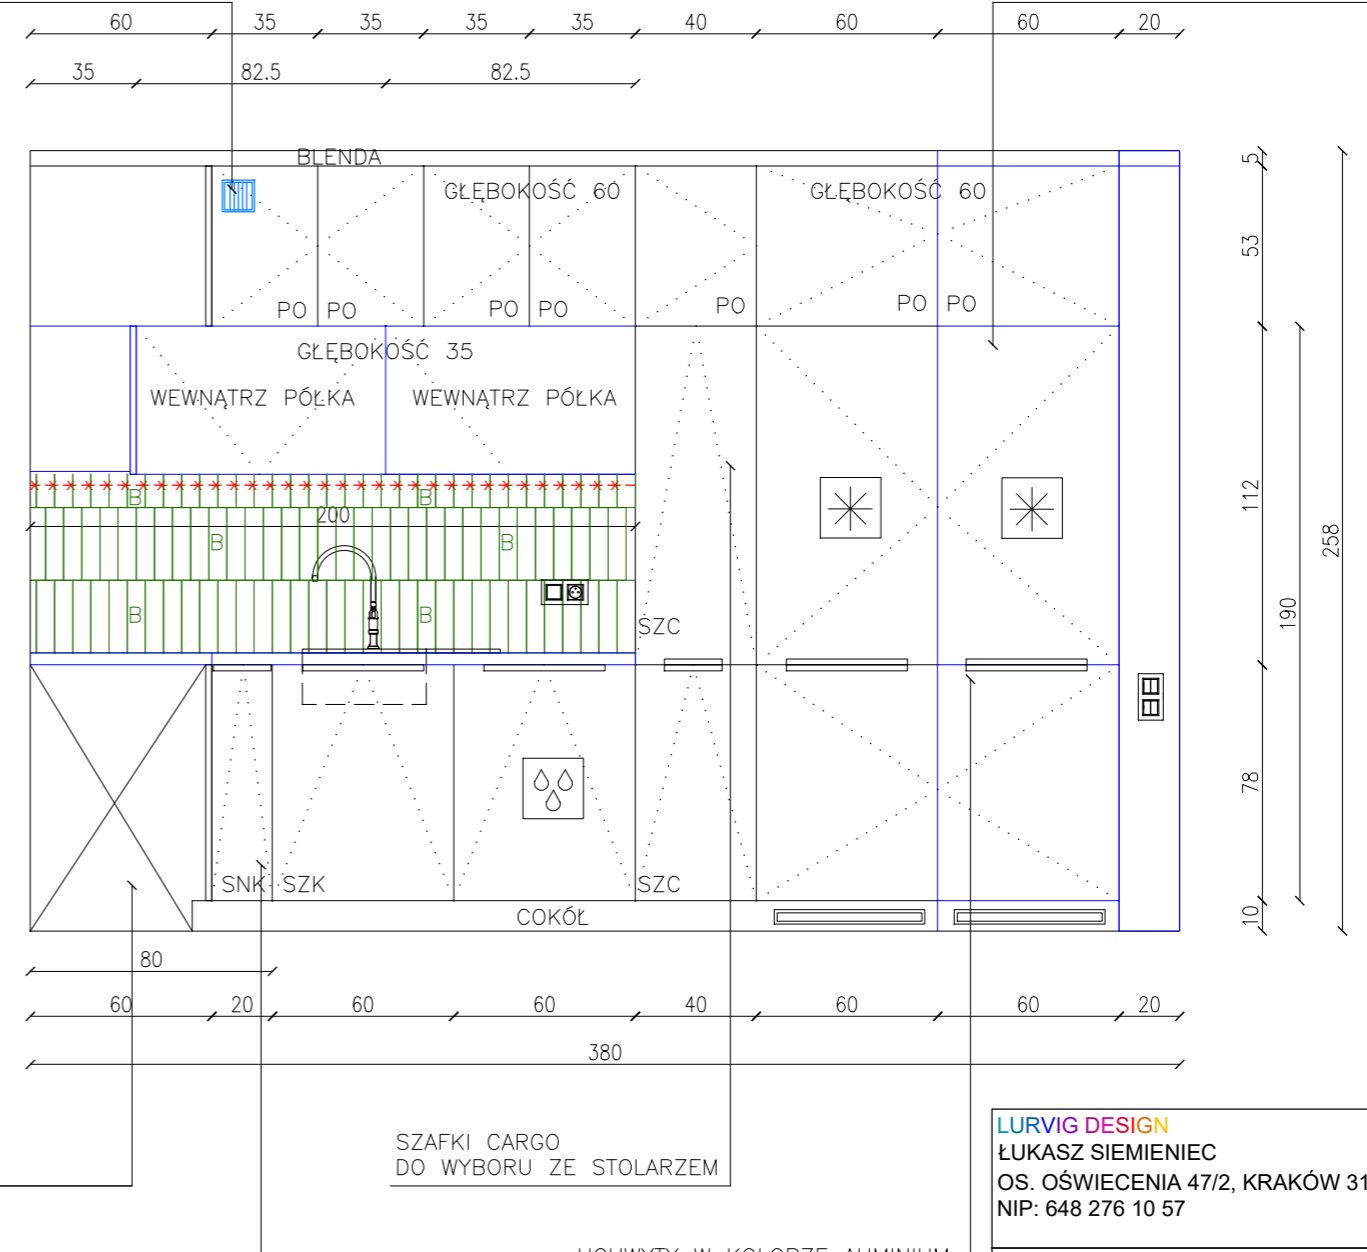 60 35 35 35 35 40 60 60 20
35 82.5 82.5
BLENDA
5
GŁĘBOKOŚĆ 60 GŁĘBOKOŚĆ 60
53
PO PO PO PO PO PO PO
GŁĘBOKOŚĆ 35
WEWNĄTRZ PÓŁKA WEWNĄTRZ PÓŁKA
B B
112
200
B B
258
B B
SZC
190
78
SNK SZK SZC
COKÓŁ
10
80
60 20 60 60 40 60 60 20
380
SZAFKI CARGO
DO WYBORU ZE STOLARZEM
LURVIG DESIGN
ŁUKASZ SIEMIENIEC
OS. OŚWIECENIA 47/2, KRAKÓW 31
NIP: 648 276 10 57